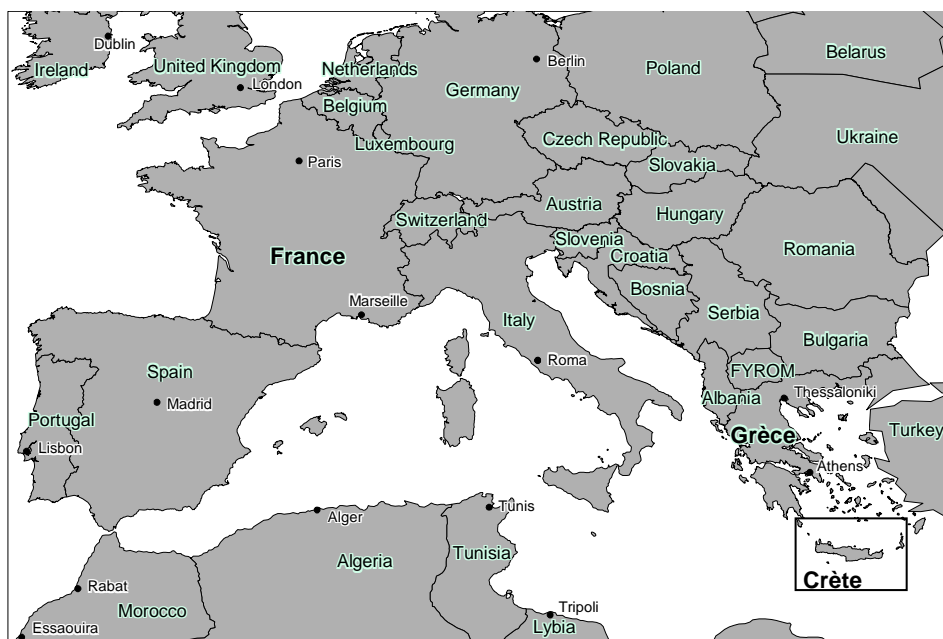 Dublin
Ireland
United Kingdom
London
Netherlands
Belgium
Luxembourg
Berlin
Germany
Poland
Belarus
Ukraine
Czech Republic
Slovakia
Paris
Austria
Hungary
Switzerland
Slovenia
Croatia
Romania
France
Bosnia
Serbia
Marseille
Italy
Bulgaria
Roma
FYROM
Spain
Madrid
Albania
Thessaloniki
Portugal
Lisbon
Grèce
Turkey
Athens
Alger
Tunis
Algeria
Tunisia
Crète
Rabat
Morocco
Tripoli
Essaouira
Lybia